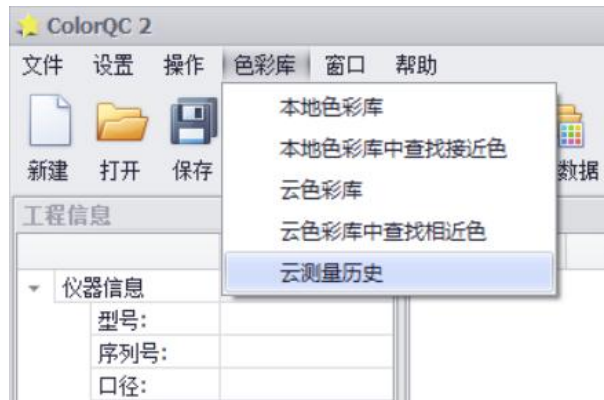 ColorQC 2
文件 设置 操作 色彩库 窗口 帮助
本地色彩库
本地色彩库中查找接近色
云色彩库
云色彩库中查找相近色
云测量历史
新建 打开 保存 数据
工程信息
仪器信息
型号:
序列号:
口径: